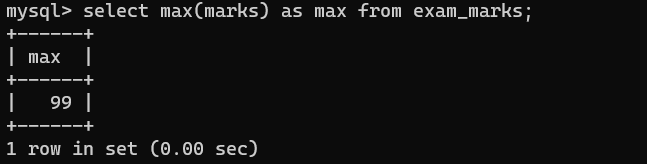 mysql> select max(marks) as max from exam_marks;
+------+
| max  |
+------+
|   99 |
+------+
1 row in set (0.00 sec)